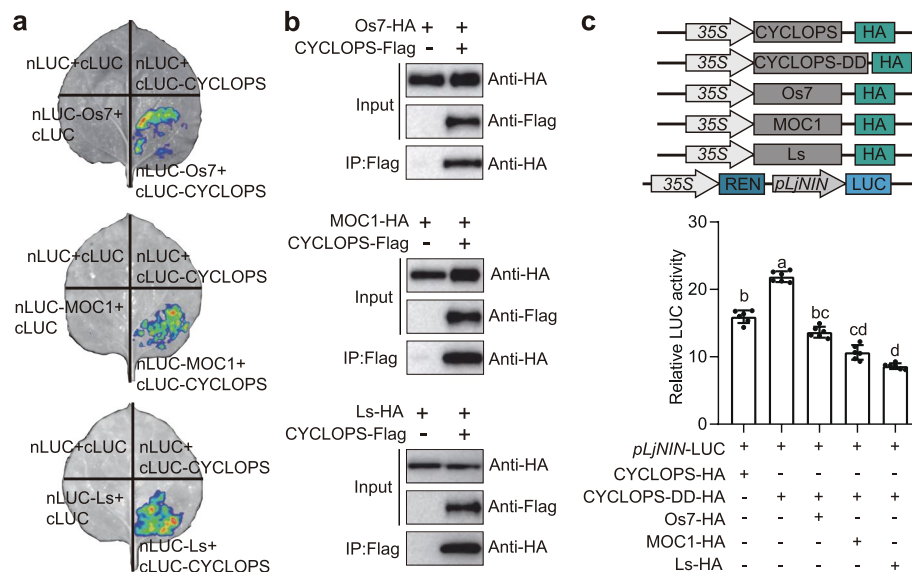 a
nLUC+cLUC
nLUC+
cLUC-CYCLOPS
nLUC-Os7+
cLUC
nLUC-Os7+
cLUC-CYCLOPS
nLUC+cLUC
nLUC+
cLUC-CYCLOPS
nLUC-MOC1+
cLUC
nLUC-MOC1+
cLUC-CYCLOPS
nLUC+cLUC
nLUC+
cLUC-CYCLOPS
nLUC-Ls+
cLUC
nLUC-Ls+
cLUC-CYCLOPS
b
Os7-HA + +
CYCLOPS-Flag - +
Input
Anti-HA
Anti-Flag
IP:Flag
Anti-HA
MOC1-HA + +
CYCLOPS-Flag - +
Input
Anti-HA
Anti-Flag
IP:Flag
Anti-HA
Ls-HA + +
CYCLOPS-Flag - +
Input
Anti-HA
Anti-Flag
IP:Flag
Anti-HA
c
35S CYCLOPS HA
35S CYCLOPS-DD HA
35S Os7 HA
35S MOC1 HA
35S Ls HA
35S REN pLjNIN LUC
Relative LUC activity
30
20
10
0
b a bc cd d
pLjNIN-LUC + + + + +
CYCLOPS-HA + - - - -
CYCLOPS-DD-HA - + + + +
Os7-HA - - + - -
MOC1-HA - - - + -
Ls-HA - - - - +